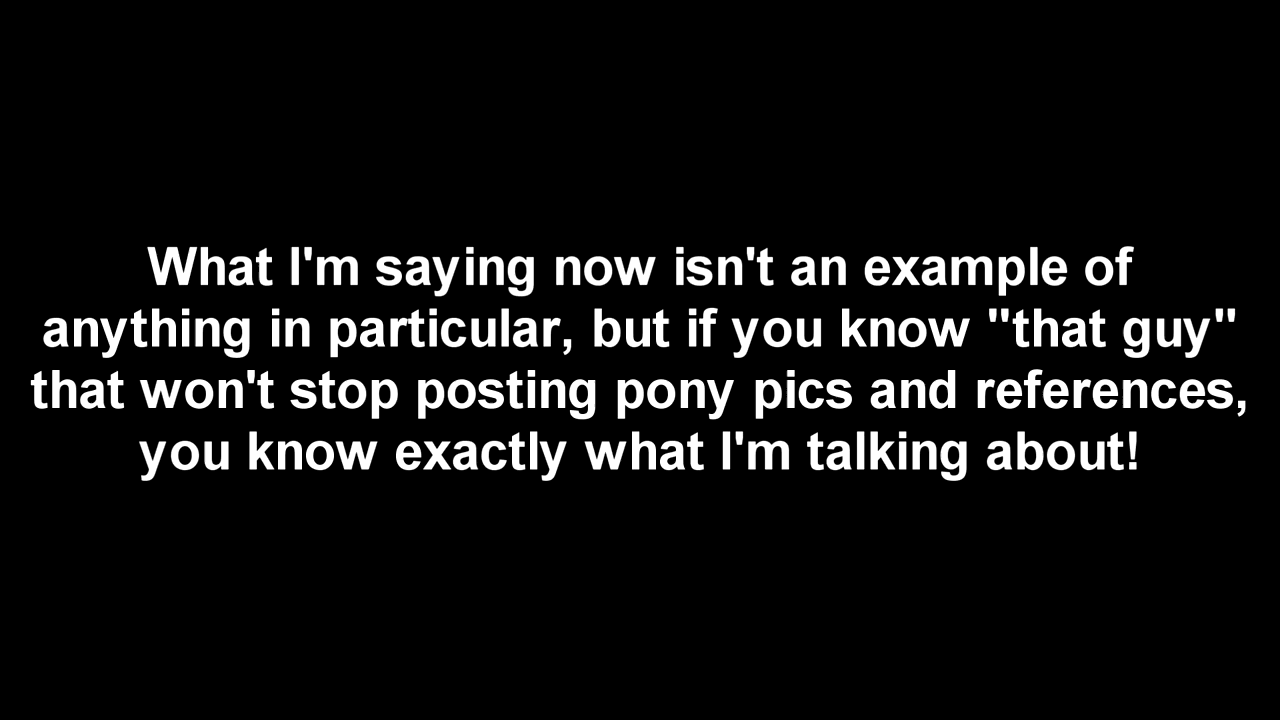 What I'm saying now isn't an example of
anything in particular, but if you know "that guy"
that won't stop posting pony pics and references,
you know exactly what I'm talking about!